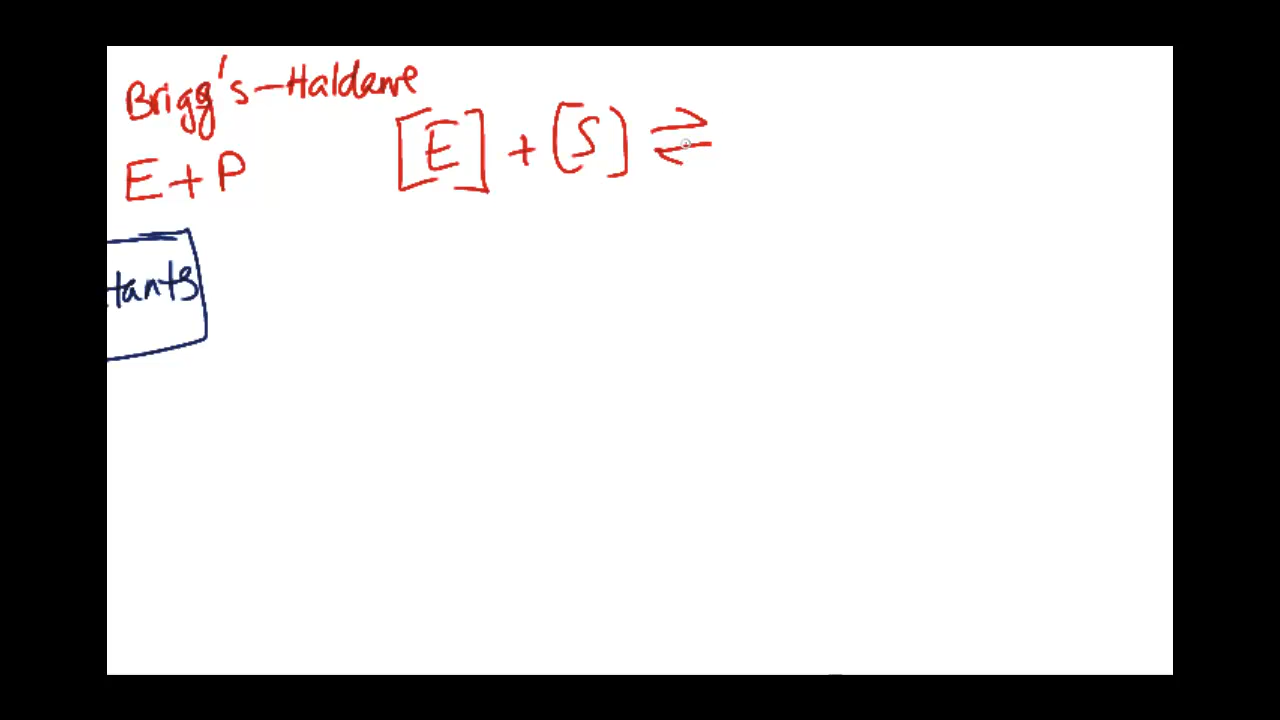 Brigg's-Haldane
E + P
[E] + [S] ⇌
tants